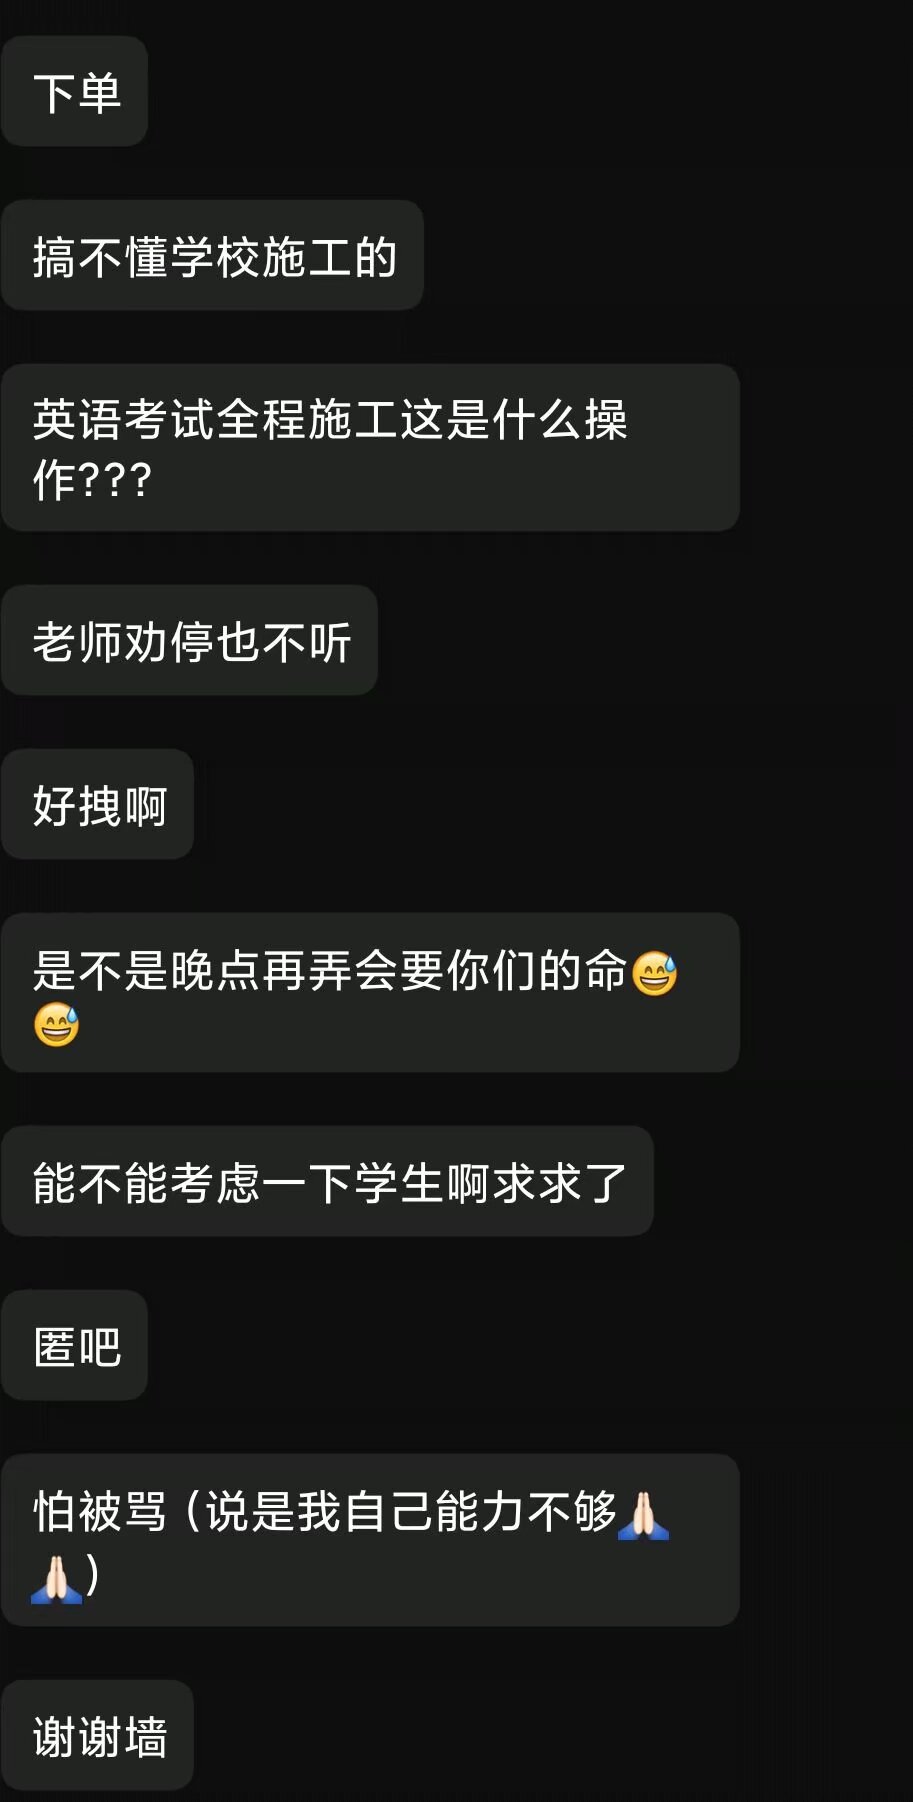 下单
搞不懂学校施工的
英语考试全程施工这是什么操
作???
老师劝停也不听
好拽啊
是不是晚点再弄会要你们的命😅
😅
能不能考虑一下学生啊求求了
匿吧
怕被骂（说是我自己能力不够🙏🏻
🙏🏻）
谢谢墙